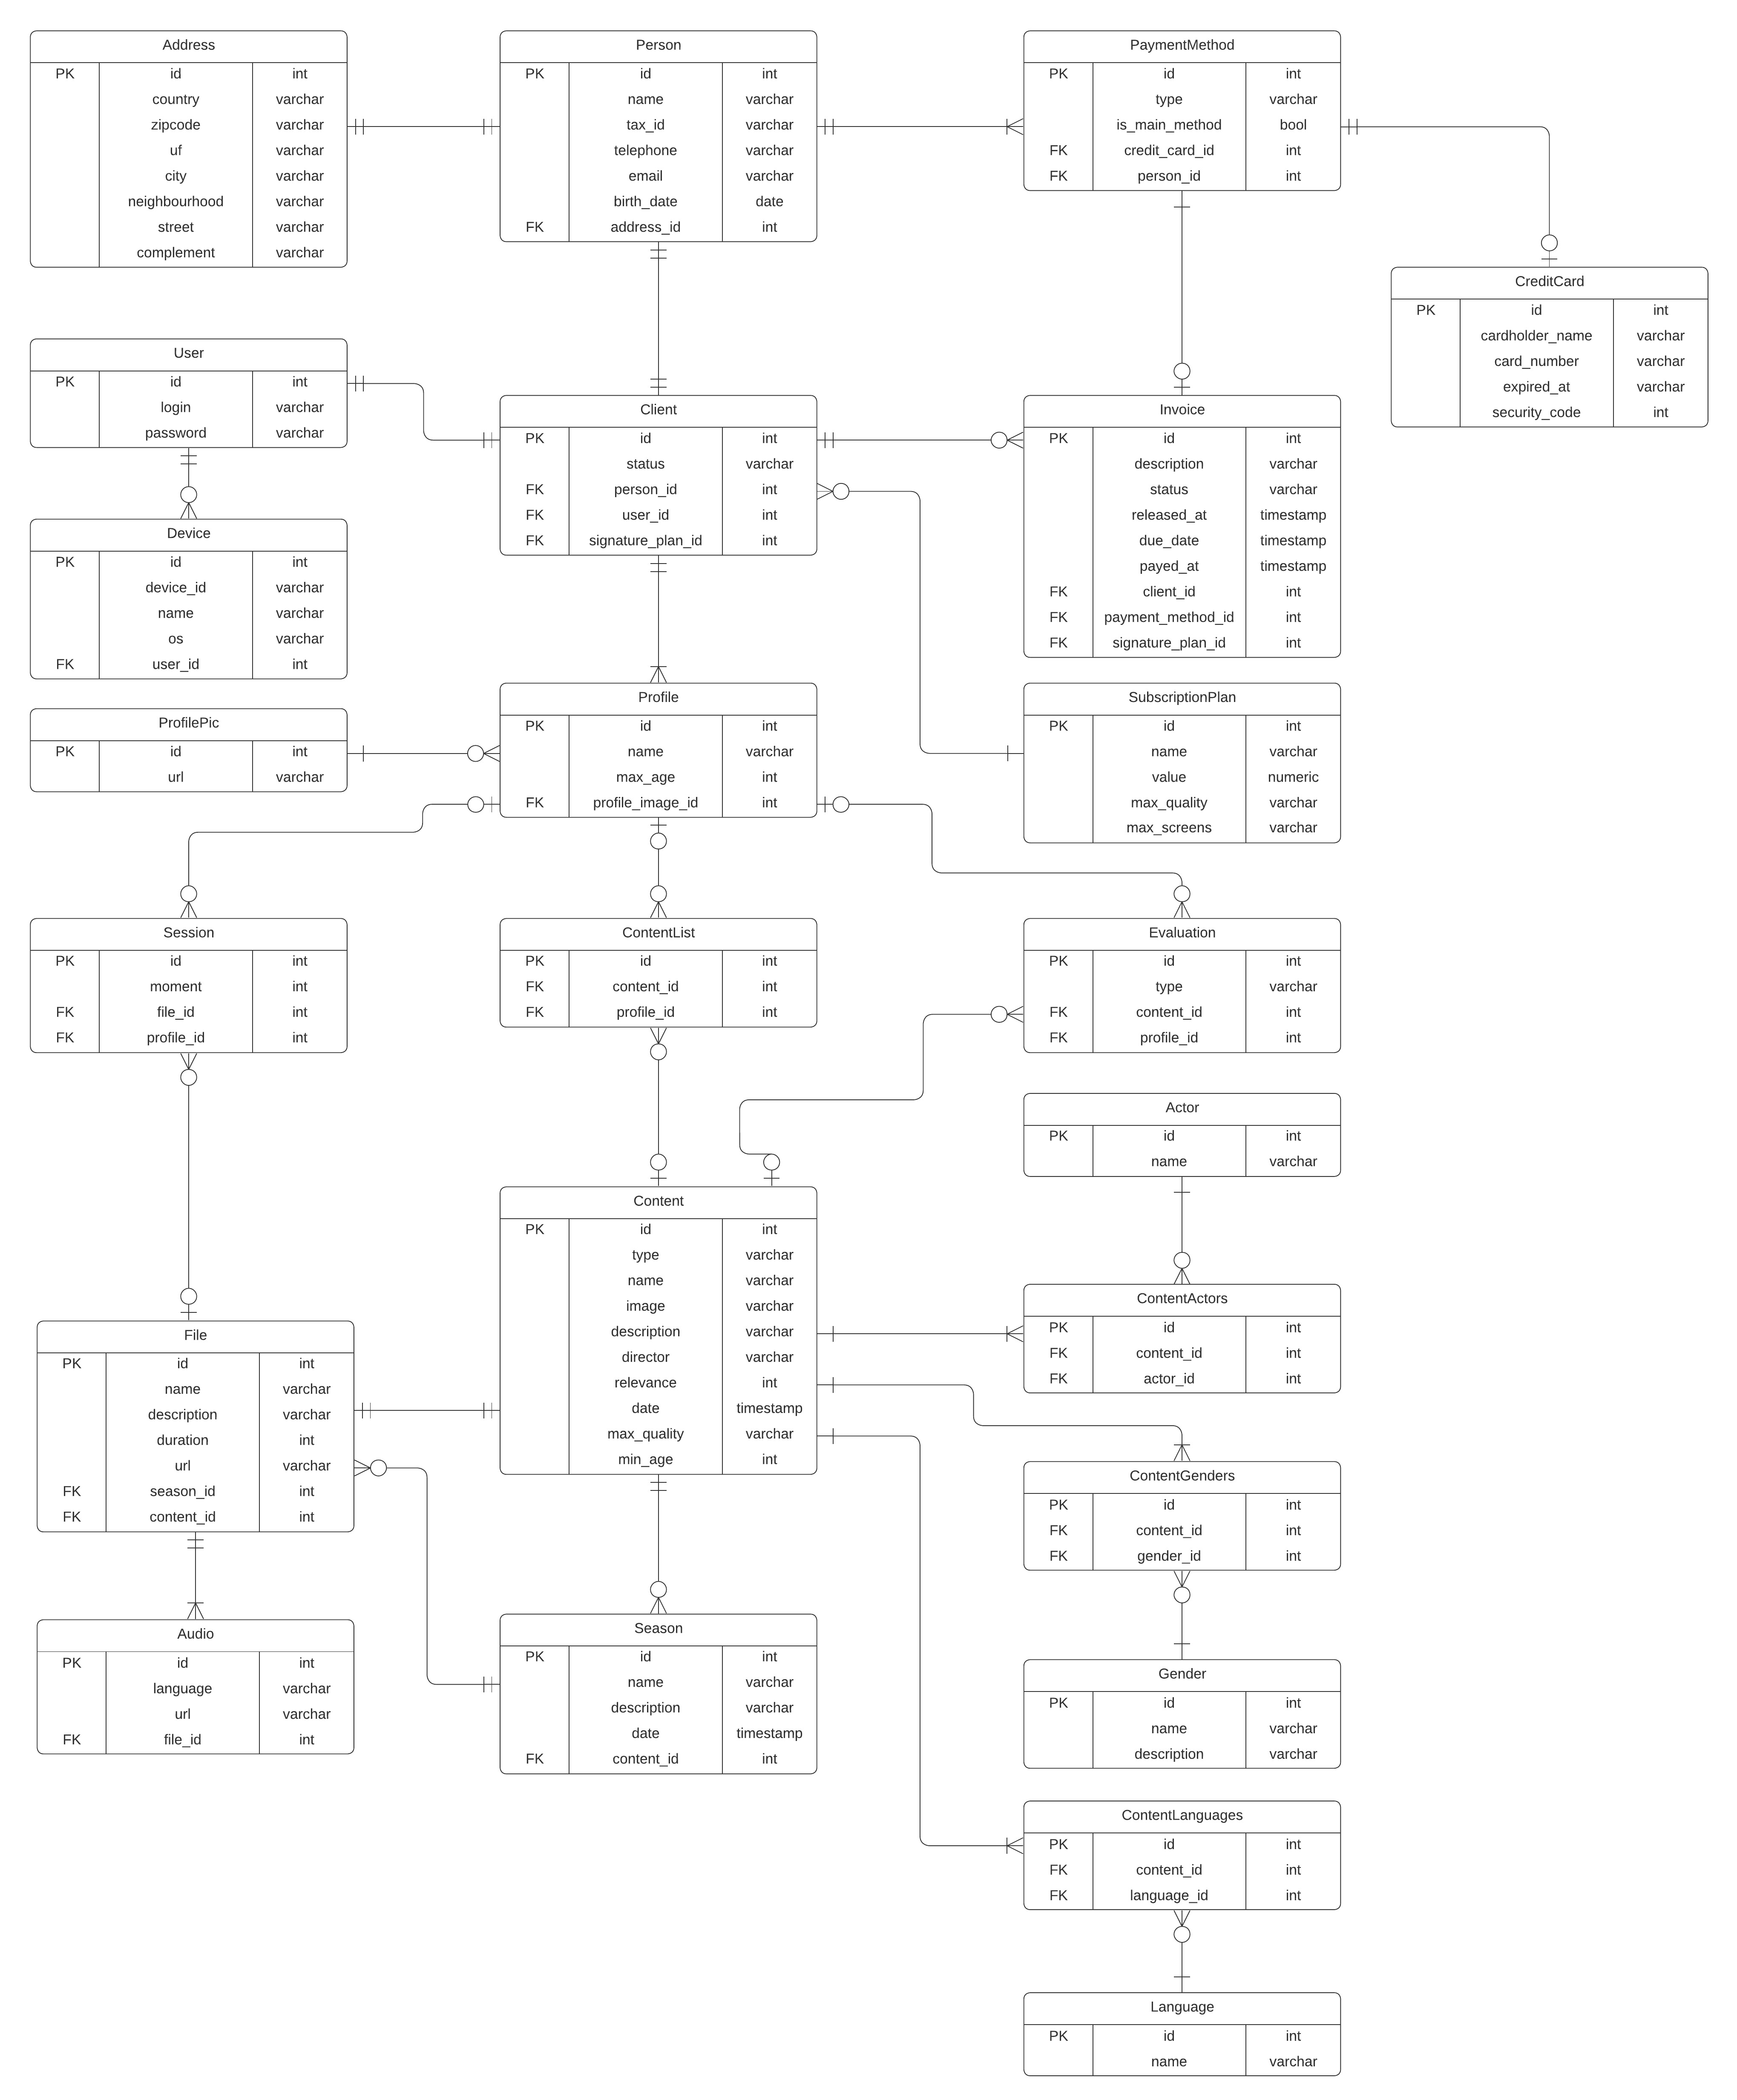 Address
PK id int
country varchar
zipcode varchar
uf varchar
city varchar
neighbourhood varchar
street varchar
complement varchar
Person
PK id int
name varchar
tax_id varchar
telephone varchar
email varchar
birth_date date
FK address_id int
PaymentMethod
PK id int
type varchar
is_main_method bool
FK credit_card_id int
FK person_id int
CreditCard
PK id int
cardholder_name varchar
card_number varchar
expired_at varchar
security_code int
User
PK id int
login varchar
password varchar
Client
PK id int
status varchar
FK person_id int
FK user_id int
FK signature_plan_id int
Invoice
PK id int
description varchar
status varchar
released_at timestamp
due_date timestamp
payed_at timestamp
FK client_id int
FK payment_method_id int
FK signature_plan_id int
Device
PK id int
device_id varchar
name varchar
os varchar
FK user_id int
ProfilePic
PK id int
url varchar
Profile
PK id int
name varchar
max_age int
FK profile_image_id int
SubscriptionPlan
PK id int
name varchar
value numeric
max_quality varchar
max_screens varchar
Session
PK id int
moment int
FK file_id int
FK profile_id int
ContentList
PK id int
FK content_id int
FK profile_id int
Evaluation
PK id int
type varchar
FK content_id int
FK profile_id int
Actor
PK id int
name varchar
Content
PK id int
type varchar
name varchar
image varchar
description varchar
director varchar
relevance int
date timestamp
max_quality varchar
min_age int
ContentActors
PK id int
FK content_id int
FK actor_id int
File
PK id int
name varchar
description varchar
duration int
url varchar
FK season_id int
FK content_id int
ContentGenders
PK id int
FK content_id int
FK gender_id int
Audio
PK id int
language varchar
url varchar
FK file_id int
Season
PK id int
name varchar
description varchar
date timestamp
FK content_id int
Gender
PK id int
name varchar
description varchar
ContentLanguages
PK id int
FK content_id int
FK language_id int
Language
PK id int
name varchar